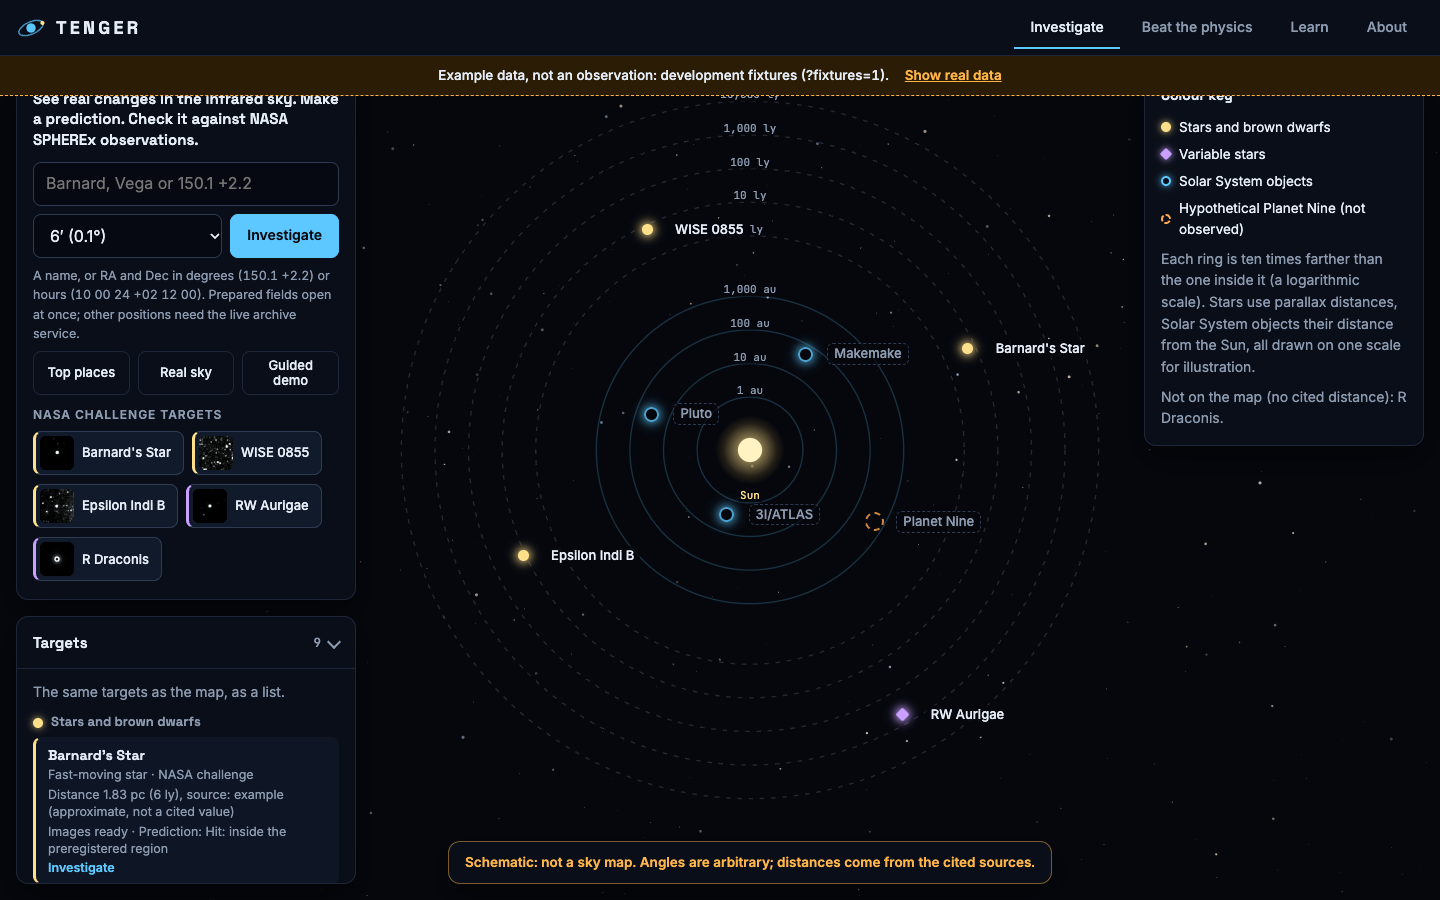 TENGER
Investigate
Beat the physics
Learn
About
Example data, not an observation: development fixtures (?fixtures=1). Show real data
See real changes in the infrared sky. Make
a prediction. Check it against NASA
SPHEREx observations.
Barnard, Vega or 150.1 +2.2
6′ (0.1°)
Investigate
A name, or RA and Dec in degrees (150.1 +2.2) or
hours (10 00 24 +02 12 00). Prepared fields open
at once; other positions need the live archive
service.
Top places
Real sky
Guided
demo
NASA CHALLENGE TARGETS
Barnard's Star
WISE 0855
Epsilon Indi B
RW Aurigae
R Draconis
Targets
9
The same targets as the map, as a list.
Stars and brown dwarfs
Barnard's Star
Fast-moving star · NASA challenge
Distance 1.83 pc (6 ly), source: example
(approximate, not a cited value)
Images ready · Prediction: Hit: inside the
preregistered region
Investigate
1,000 ly
100 ly
10 ly
WISE 0855
ly
1,000 au
100 au
Makemake
Barnard's Star
10 au
1 au
Pluto
Sun
3I/ATLAS
Planet Nine
Epsilon Indi B
RW Aurigae
Schematic: not a sky map. Angles are arbitrary; distances come from the cited sources.
Colour key
Stars and brown dwarfs
Variable stars
Solar System objects
Hypothetical Planet Nine (not
observed)
Each ring is ten times farther than
the one inside it (a logarithmic
scale). Stars use parallax distances,
Solar System objects their distance
from the Sun, all drawn on one scale
for illustration.
Not on the map (no cited distance): R
Draconis.